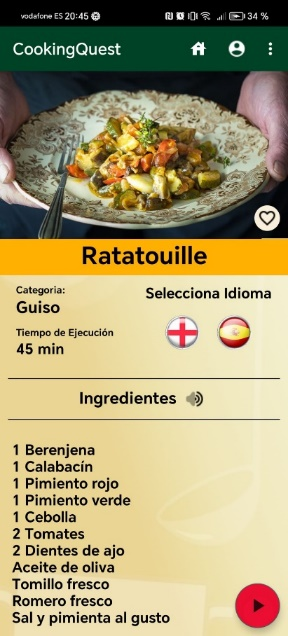 vodafone ES 20:45
34 %
CookingQuest
Ratatouille
Categoria:
Guiso
Tiempo de Ejecución
45 min
Selecciona Idioma
Ingredientes
1 Berenjena
1 Calabacín
1 Pimiento rojo
1 Pimiento verde
1 Cebolla
2 Tomates
2 Dientes de ajo
Aceite de oliva
Tomillo fresco
Romero fresco
Sal y pimienta al gusto